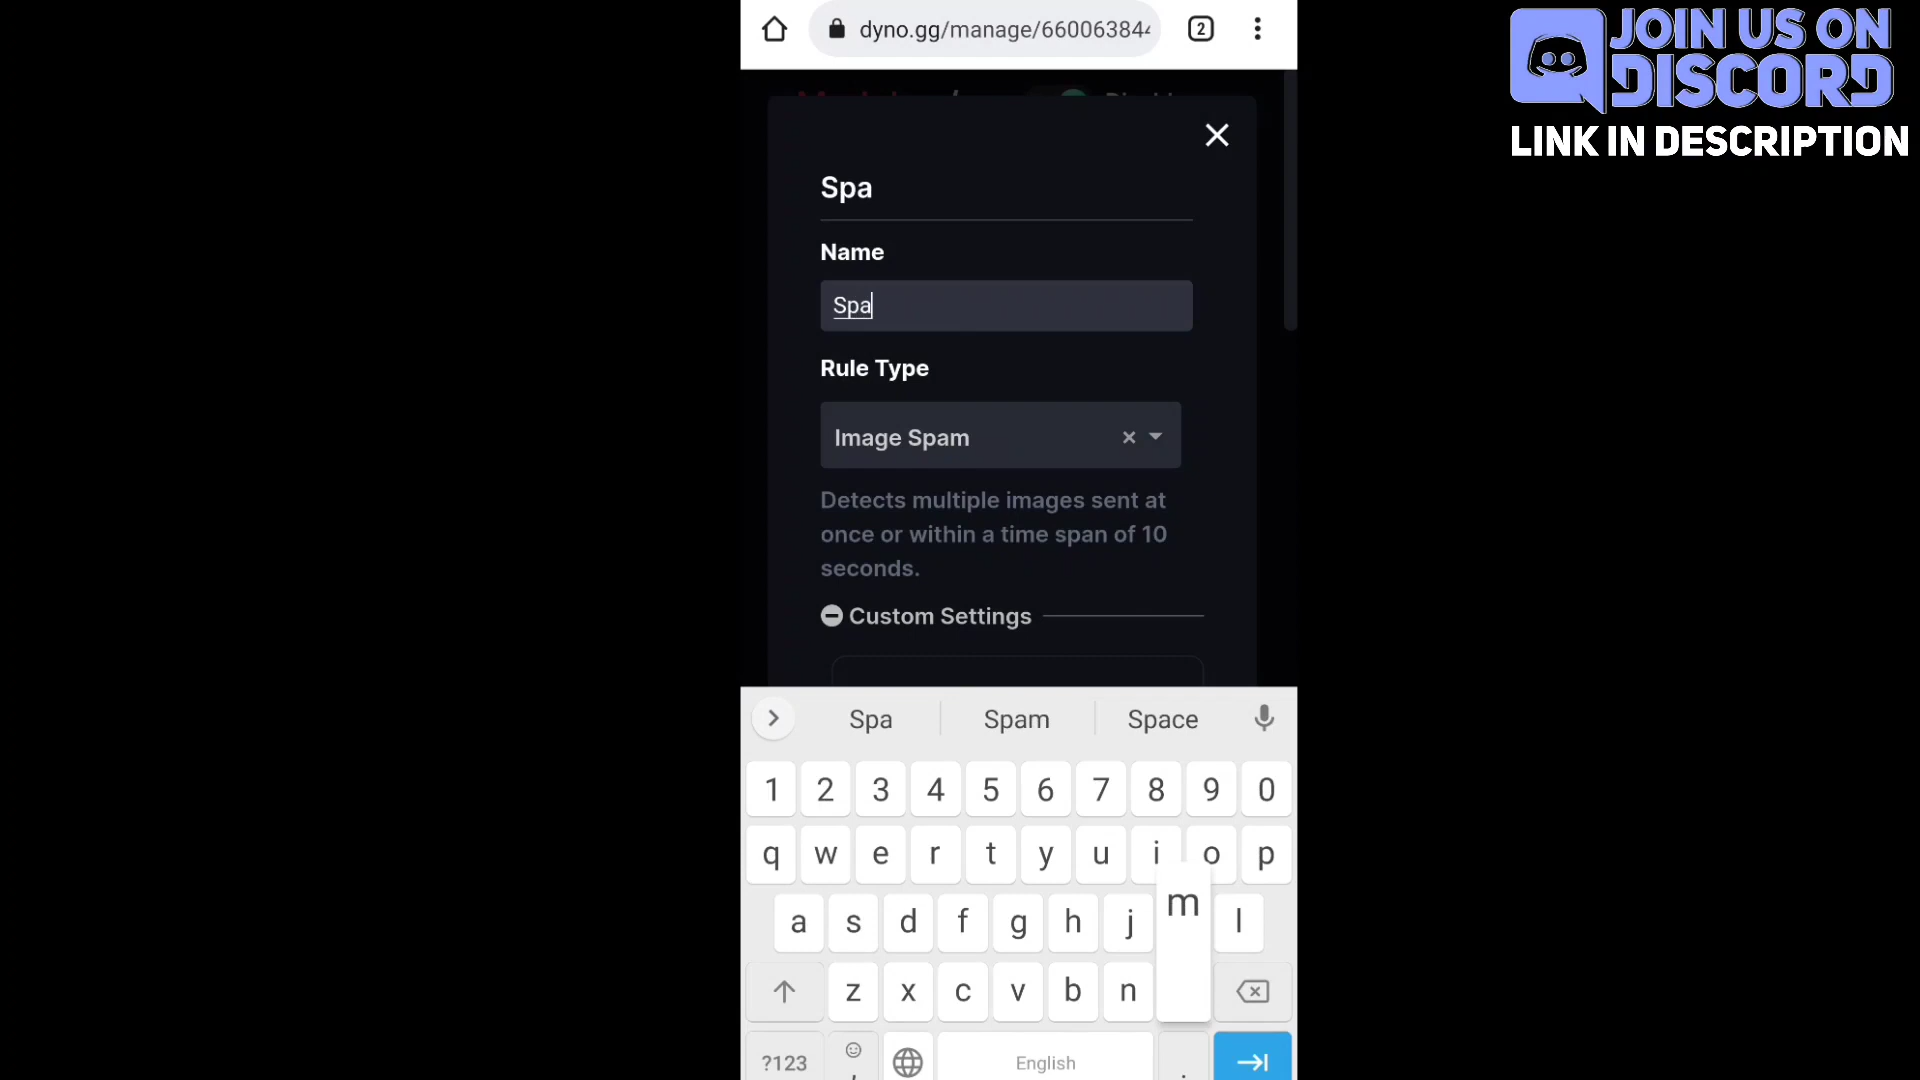 dyno.gg/manage/66006384
2
JOIN US ON
DISCORD
LINK IN DESCRIPTION
Spa
Name
Spa
Rule Type
Image Spam
Detects multiple images sent at
once or within a time span of 10
seconds.
Custom Settings
Spa Spam Space
1 2 3 4 5 6 7 8 9 0
q w e r t y u i o p
a s d f g h j m l
z x c v b n
?123 , English .